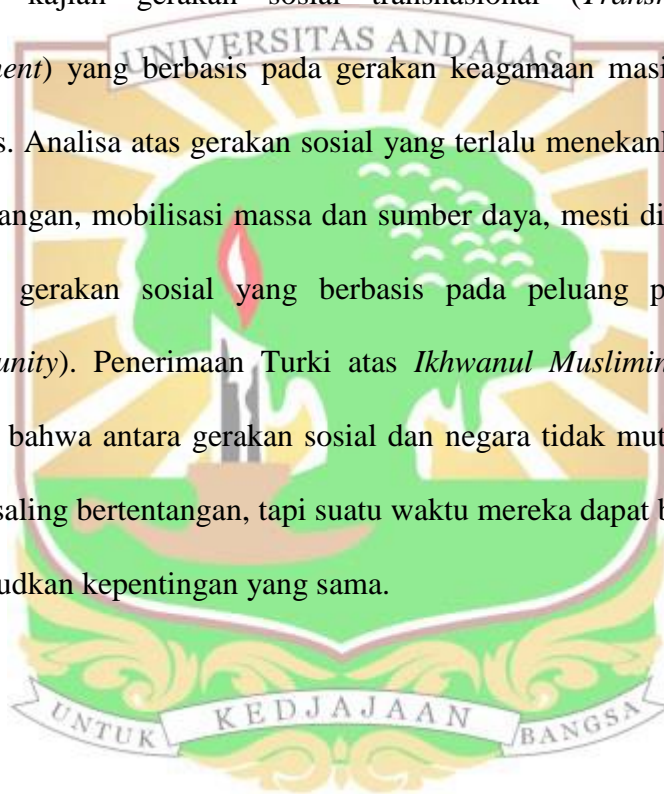 kajian gerakan sosial transnasional (Trans
UNIVERSITAS ANDALAS
ent) yang berbasis pada gerakan keagamaan masi
s. Analisa atas gerakan sosial yang terlalu menekan
angan, mobilisasi massa dan sumber daya, mesti di
gerakan sosial yang berbasis pada peluang p
unity). Penerimaan Turki atas Ikhwanul Muslimin
bahwa antara gerakan sosial dan negara tidak mut
saling bertentangan, tapi suatu waktu mereka dapat b
udkan kepentingan yang sama.
UNTUK KEDJAJAAN BANGSA